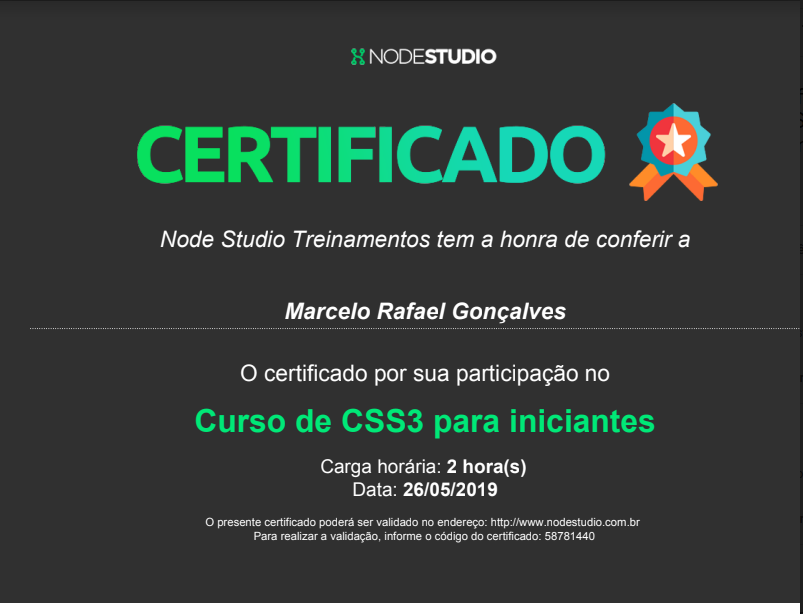 NODESTUDIO
CERTIFICADO
Node Studio Treinamentos tem a honra de conferir a
Marcelo Rafael Gonçalves
O certificado por sua participação no
Curso de CSS3 para iniciantes
Carga horária: 2 hora(s)
Data: 26/05/2019
O presente certificado poderá ser validado no endereço: http://www.nodestudio.com.br
Para realizar a validação, informe o código do certificado: 58781440